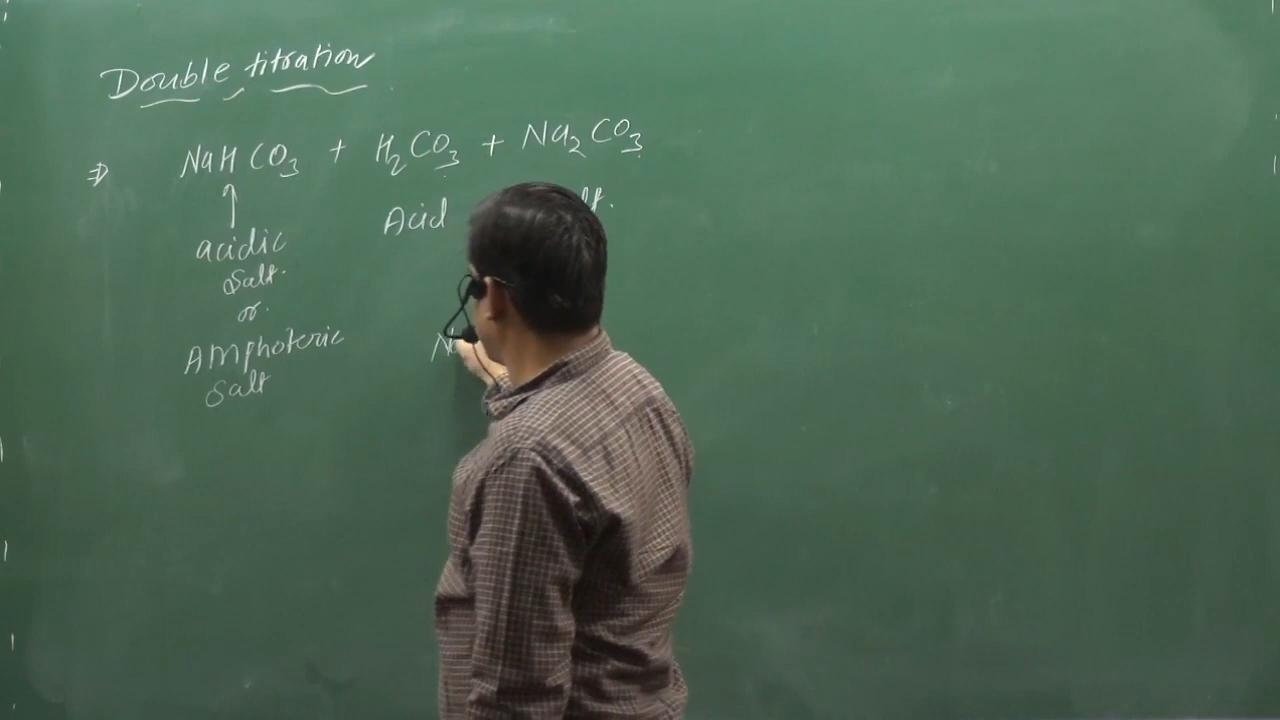 Double titration
⇒ NaHCO3 + H2CO3 + Na2CO3
↑
Acid
acidic
Salt.
or.
Amphoteric
Salt